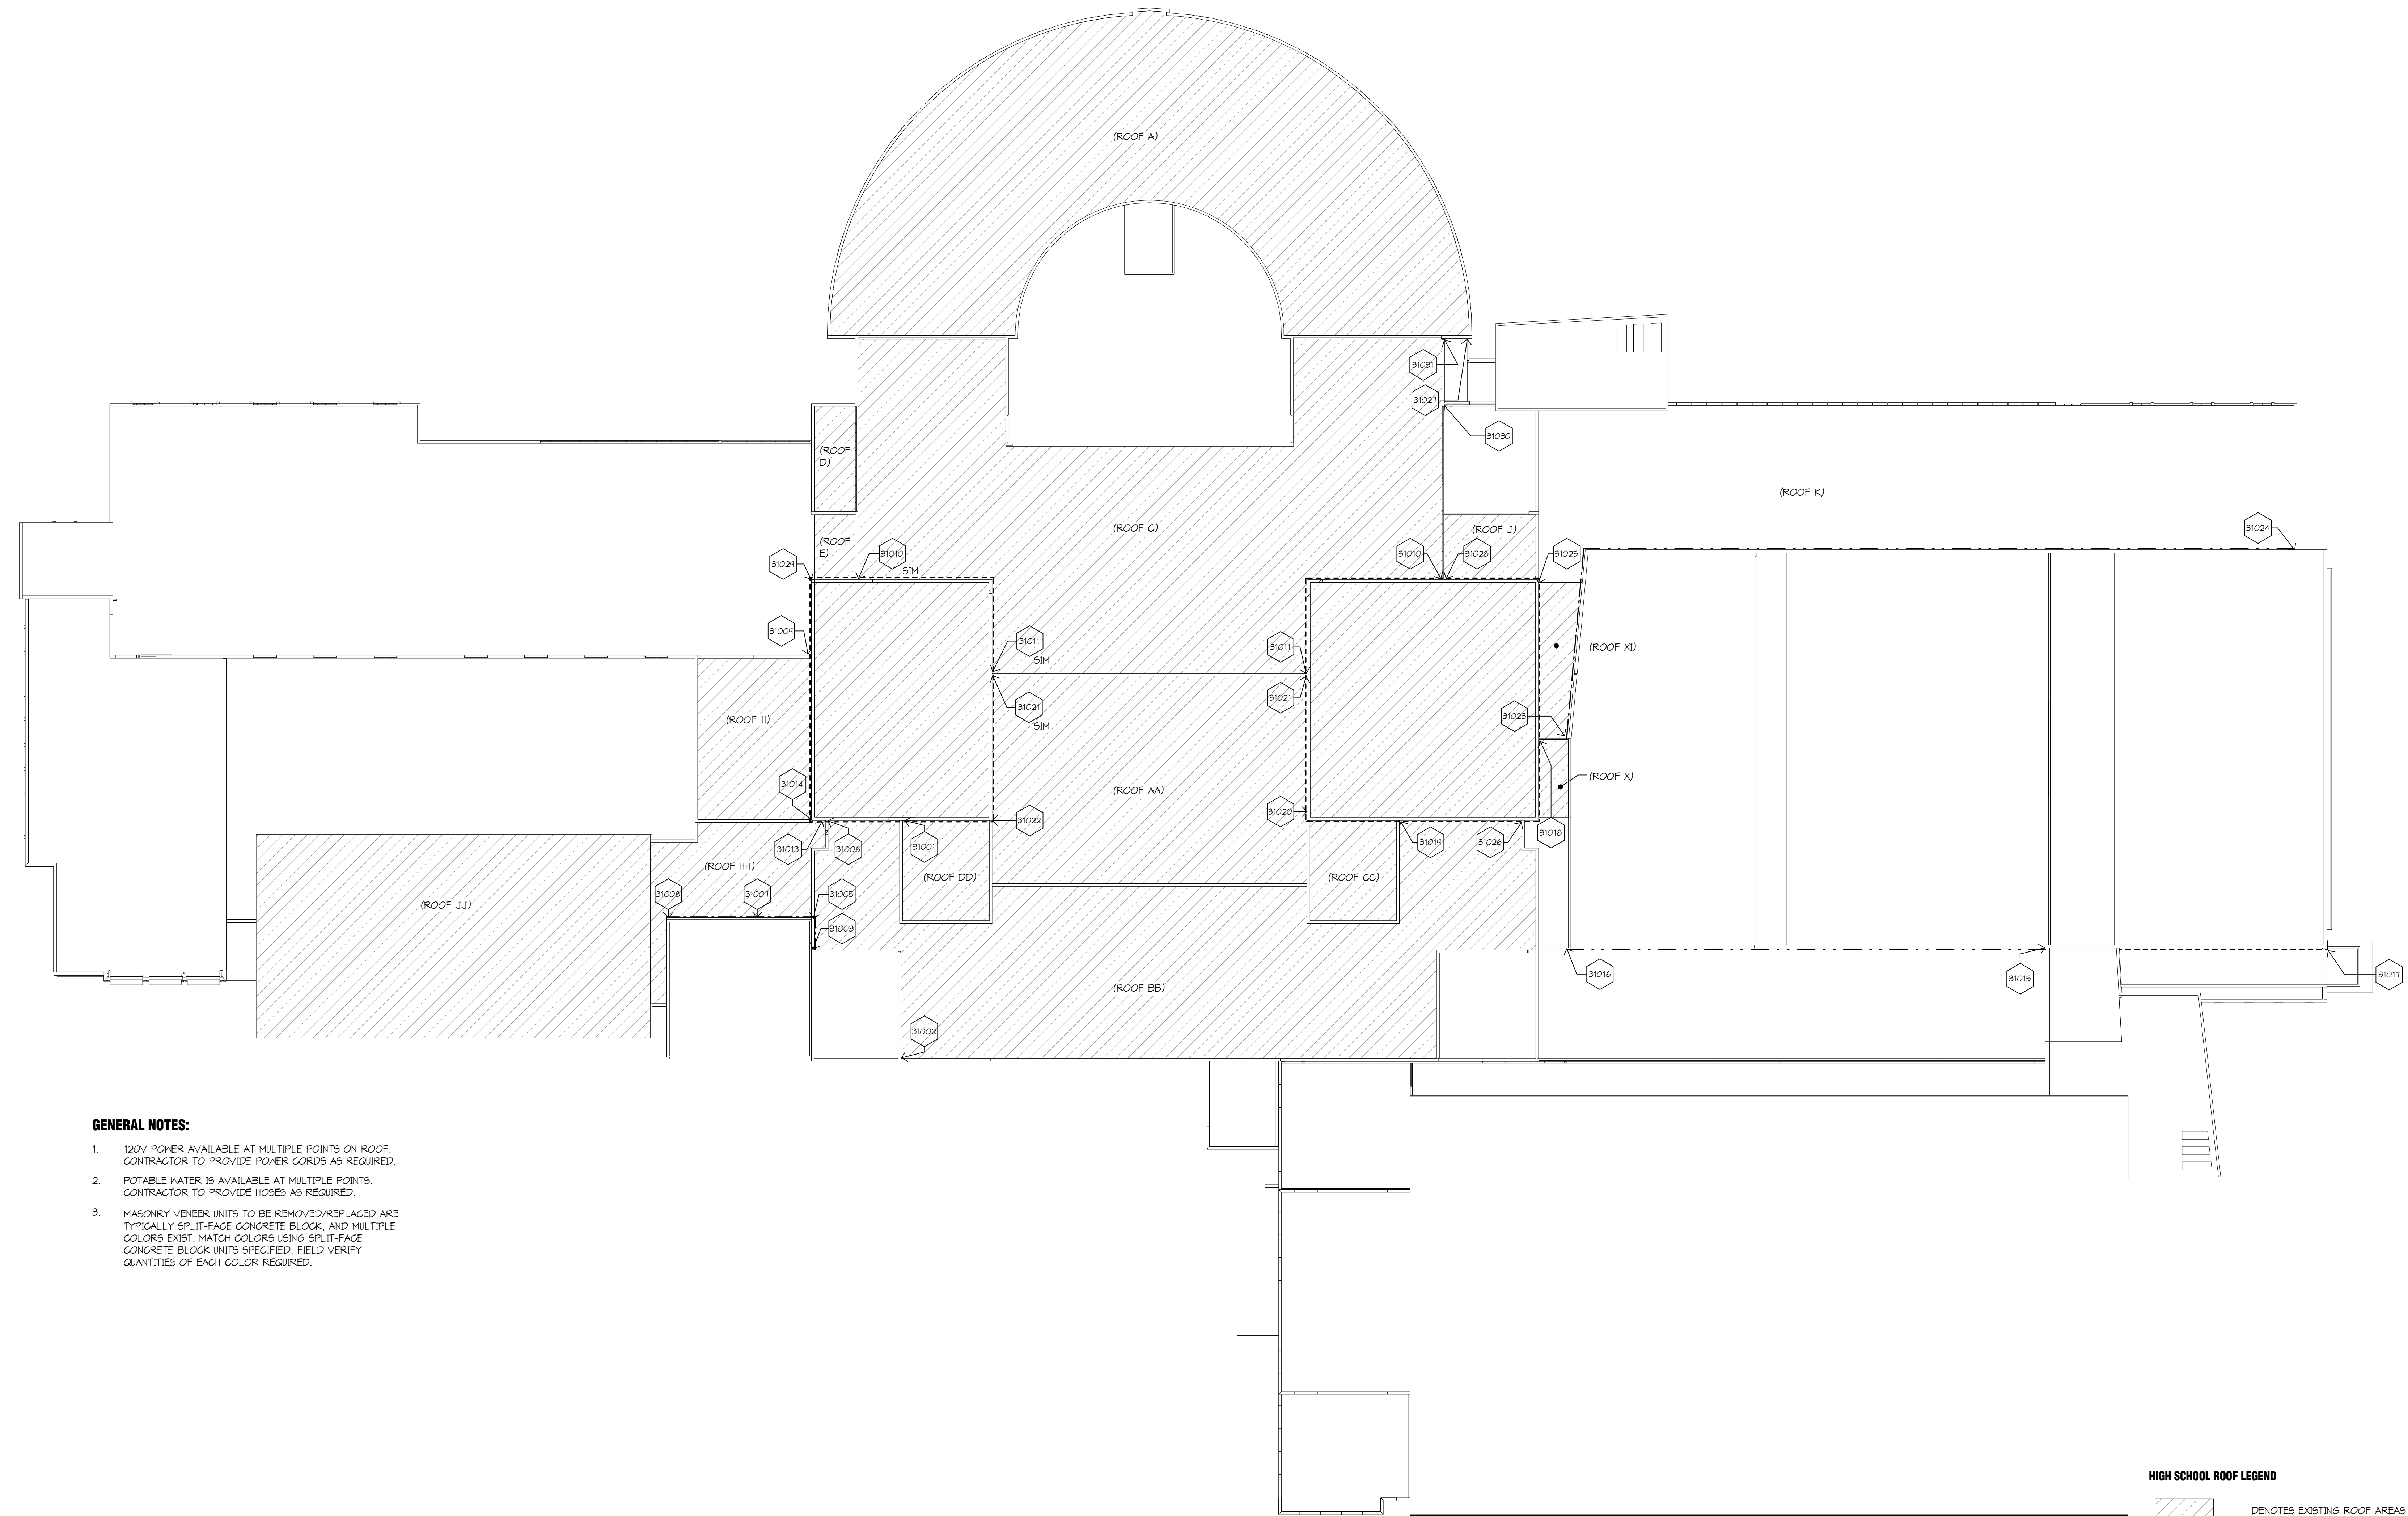 (ROOF A)
31031
31027
31030
(ROOF
D)
(ROOF K)
(ROOF C)
(ROOF J)
31024
(ROOF
E)
31010
SIM
31029
31010
31028
31025
31009
31011
SIM
31011
(ROOF XI)
31021
SIM
31021
31023
(ROOF II)
(ROOF X)
31014
(ROOF AA)
31020
31022
31018
31013
31006
31001
31019
31026
(ROOF HH)
(ROOF DD)
(ROOF CC)
31008
31007
31005
(ROOF JJ)
31003
31016
31015
31017
(ROOF BB)
31002
GENERAL NOTES:
1. 120V POWER AVAILABLE AT MULTIPLE POINTS ON ROOF.
CONTRACTOR TO PROVIDE POWER CORDS AS REQUIRED.
2. POTABLE WATER IS AVAILABLE AT MULTIPLE POINTS.
CONTRACTOR TO PROVIDE HOSES AS REQUIRED.
3. MASONRY VENEER UNITS TO BE REMOVED/REPLACED ARE
TYPICALLY SPLIT-FACE CONCRETE BLOCK, AND MULTIPLE
COLORS EXIST. MATCH COLORS USING SPLIT-FACE
CONCRETE BLOCK UNITS SPECIFIED. FIELD VERIFY
QUANTITIES OF EACH COLOR REQUIRED.
HIGH SCHOOL ROOF LEGEND
DENOTES EXISTING ROOF AREAS